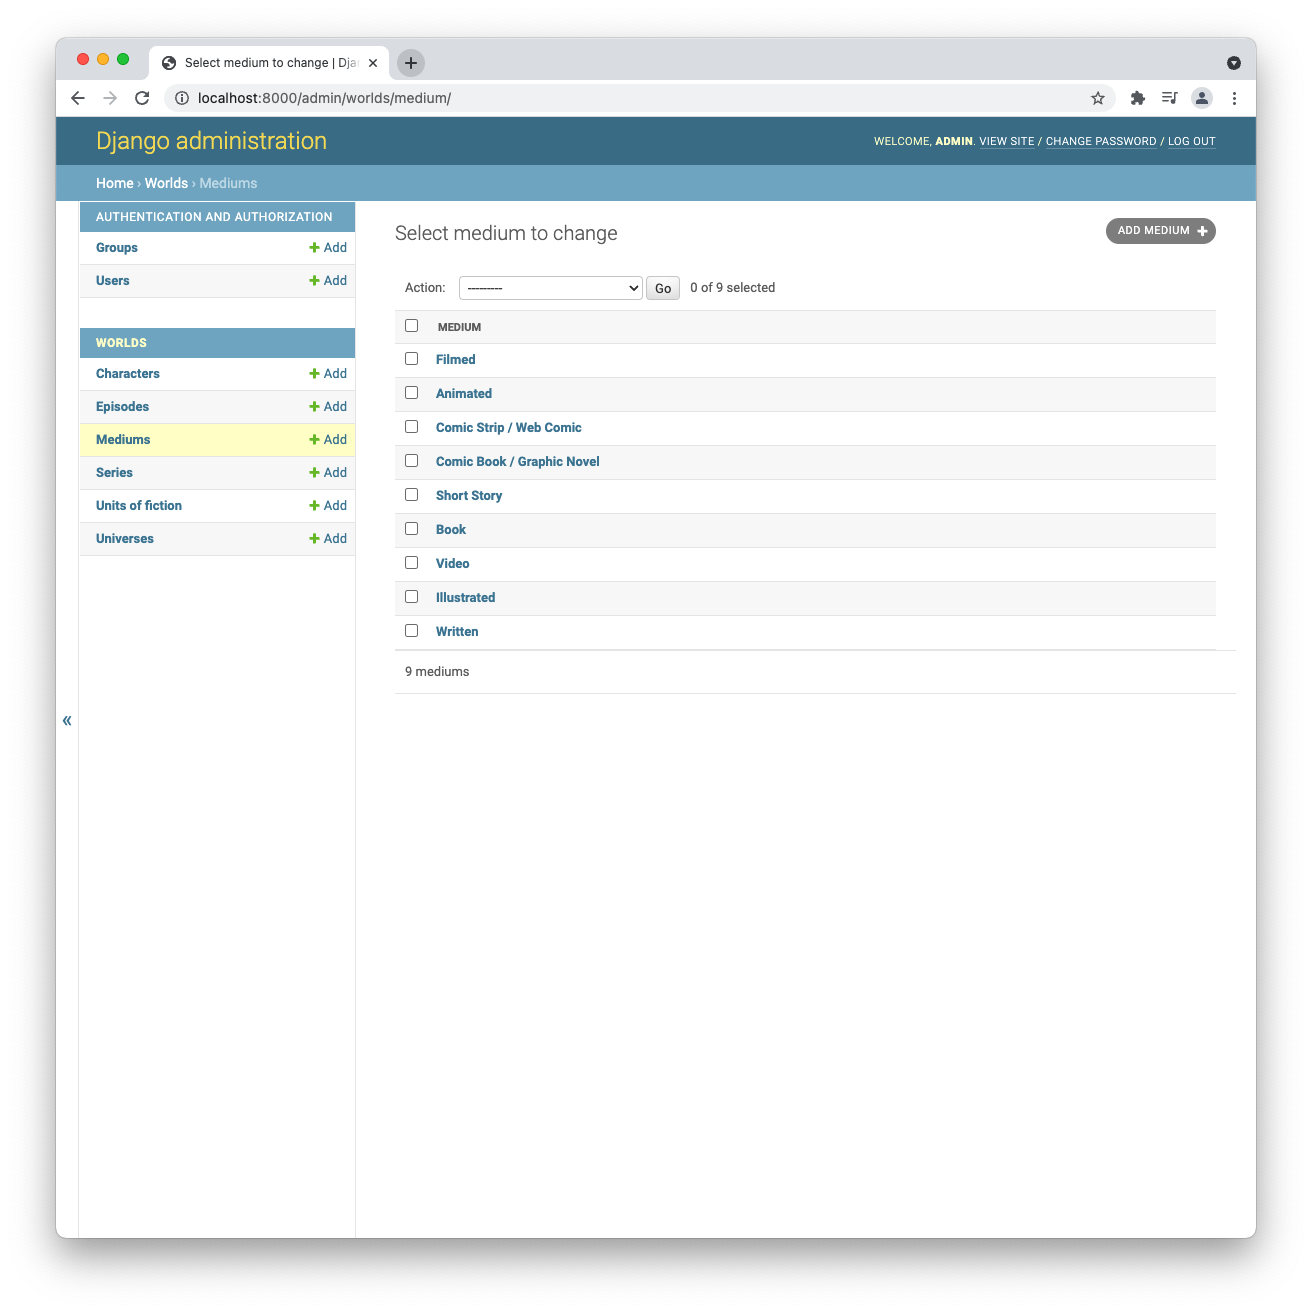 Select medium to change | Dja
localhost:8000/admin/worlds/medium/
Django administration
WELCOME, ADMIN. VIEW SITE / CHANGE PASSWORD / LOG OUT
Home › Worlds › Mediums
AUTHENTICATION AND AUTHORIZATION
Groups + Add
Users + Add
WORLDS
Characters + Add
Episodes + Add
Mediums + Add
Series + Add
Units of fiction + Add
Universes + Add
«
Select medium to change
ADD MEDIUM +
Action: --------- Go 0 of 9 selected
MEDIUM
Filmed
Animated
Comic Strip / Web Comic
Comic Book / Graphic Novel
Short Story
Book
Video
Illustrated
Written
9 mediums